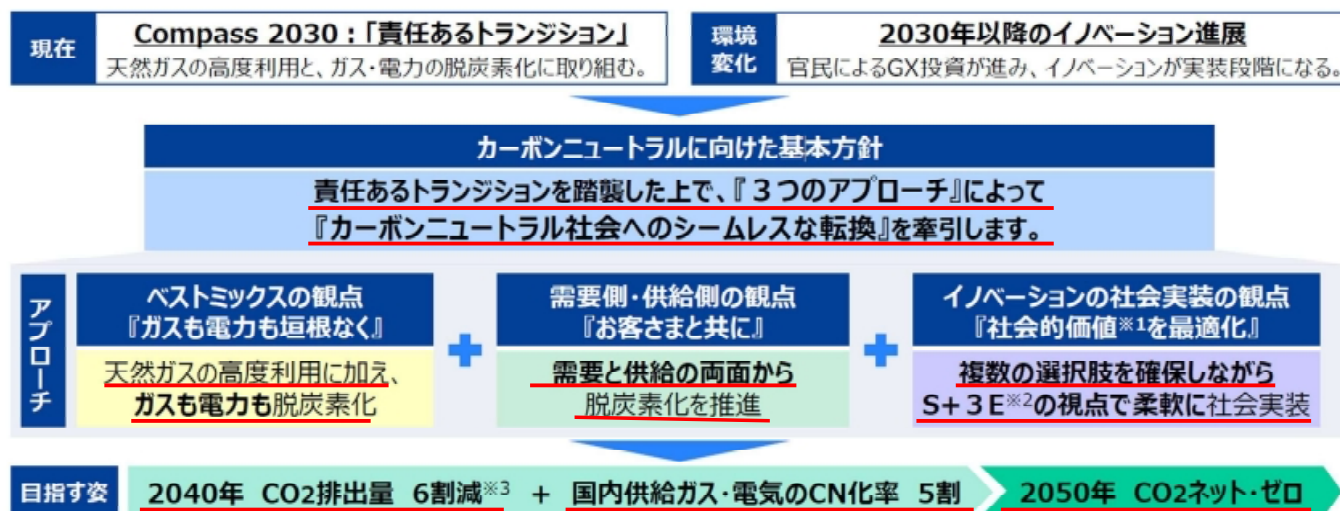 現在
Compass 2030:「責任あるトランジション」
天然ガスの高度利用と、ガス・電力の脱炭素化に取り組む。
環境
変化
2030年以降のイノベーション進展
官民によるGX投資が進み、イノベーションが実装段階になる。
カーボンニュートラルに向けた基本方針
責任あるトランジションを踏襲した上で、『3つのアプローチ』によって
『カーボンニュートラル社会へのシームレスな転換』を牽引します。
アプローチ
ベストミックスの観点
『ガスも電力も垣根なく』
天然ガスの高度利用に加え、
ガスも電力も脱炭素化
+
需要側・供給側の観点
『お客さまと共に』
需要と供給の両面から
脱炭素化を推進
+
イノベーションの社会実装の観点
『社会的価値※1を最適化』
複数の選択肢を確保しながら
S+3E※2の視点で柔軟に社会実装
目指す姿
2040年 CO2排出量 6割減※3 + 国内供給ガス・電気のCN化率 5割
2050年 CO2ネット・ゼロ